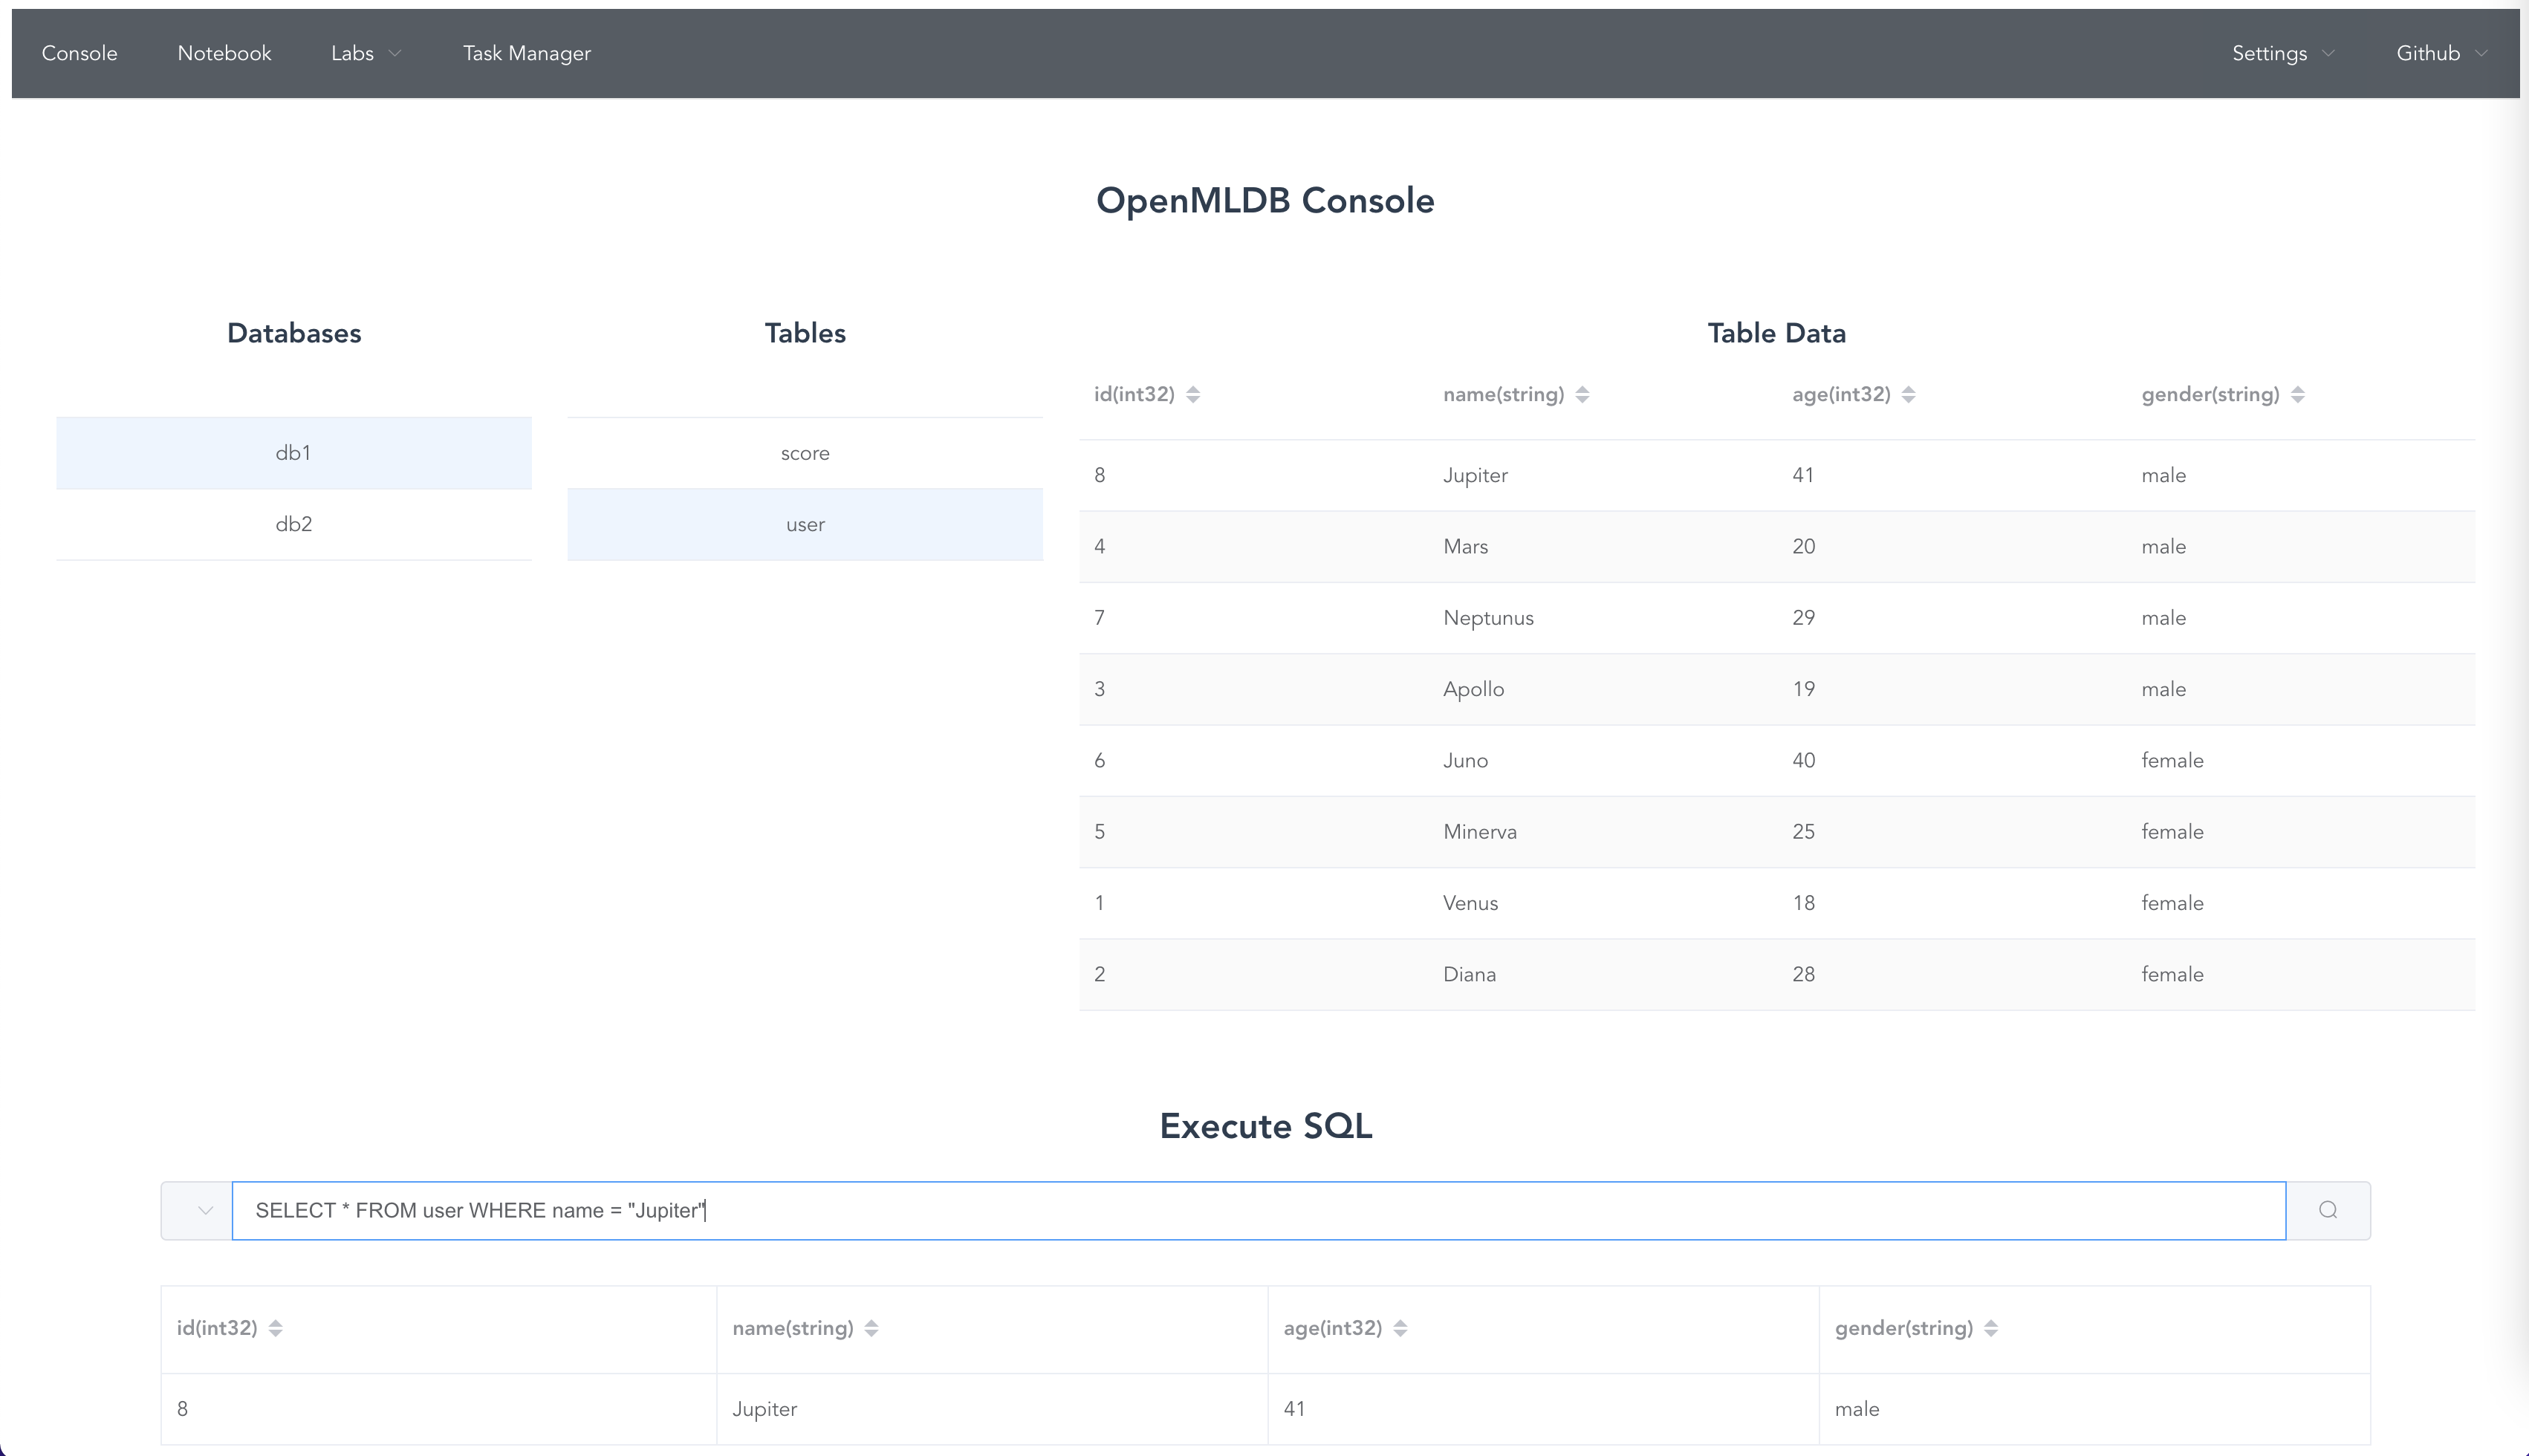 Console Notebook Labs Task Manager Settings Github
OpenMLDB Console
Databases Tables Table Data
id(int32) name(string) age(int32) gender(string)
db1 score 8 Jupiter 41 male
db2 user 4 Mars 20 male
7 Neptunus 29 male
3 Apollo 19 male
6 Juno 40 female
5 Minerva 25 female
1 Venus 18 female
2 Diana 28 female
Execute SQL
SELECT * FROM user WHERE name = "Jupiter"
id(int32) name(string) age(int32) gender(string)
8 Jupiter 41 male